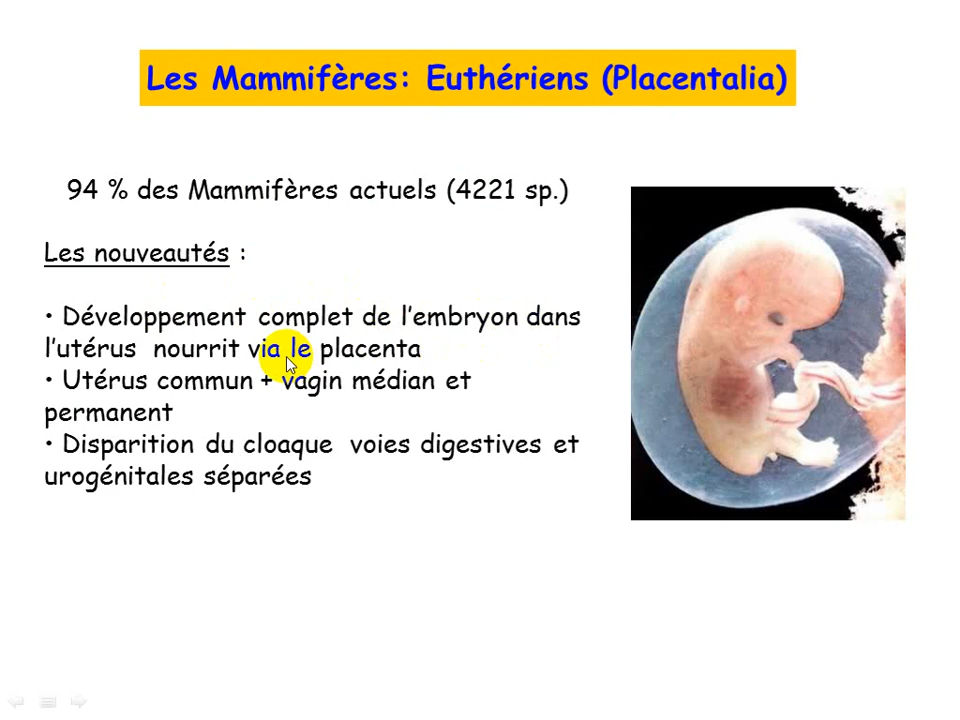 Les Mammifères: Euthériens (Placentalia)
94 % des Mammifères actuels (4221 sp.)
Les nouveautés :
• Développement complet de l'embryon dans
l'utérus nourrit via le placenta
• Utérus commun + vagin médian et
permanent
• Disparition du cloaque voies digestives et
urogénitales séparées